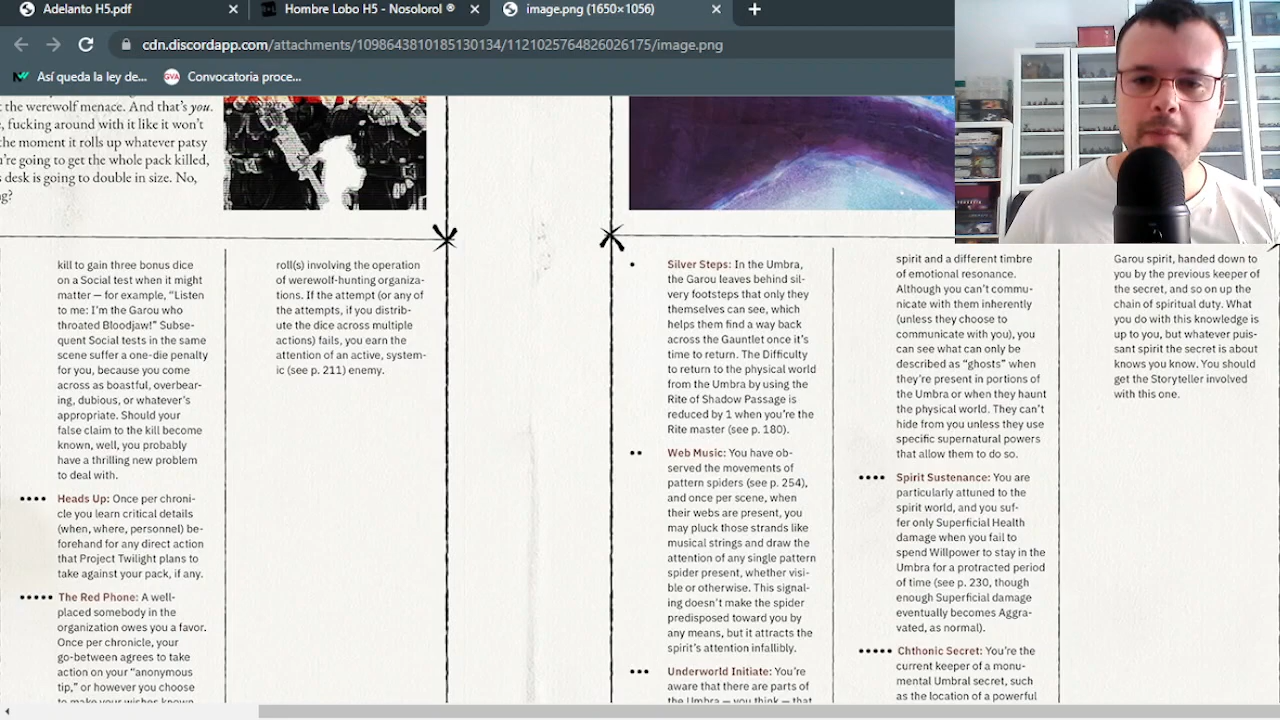 Adelanto H5.pdf
Hombre Lobo H5 - Nosolorol ®
image.png (1650×1056)
cdn.discordapp.com/attachments/1098643810185130134/1121025764826026175/image.png
Así queda la ley de...
GVA
Convocatoria proce...
t the werewolf menace. And that's you.
, fucking around with it like it won't
the moment it rolls up whatever patsy
're going to get the whole pack killed,
s desk is going to double in size. No,
g?
kill to gain three bonus dice
on a Social test when it might
matter — for example, “Listen
to me: I'm the Garou who
throated Bloodjaw!” Subse-
quent Social tests in the same
scene suffer a one-die penalty
for you, because you come
across as boastful, overbear-
ing, dubious, or whatever's
appropriate. Should your
false claim to the kill become
known, well, you probably
have a thrilling new problem
to deal with.
•••• Heads Up: Once per chroni-
cle you learn critical details
(when, where, personnel) be-
forehand for any direct action
that Project Twilight plans to
take against your pack, if any.
••••• The Red Phone: A well-
placed somebody in the
organization owes you a favor.
Once per chronicle, your
go-between agrees to take
action on your “anonymous
tip,” or however you choose
to make your wishes known
roll(s) involving the operation
of werewolf-hunting organiza-
tions. If the attempt (or any of
the attempts, if you distrib-
ute the dice across multiple
actions) fails, you earn the
attention of an active, system-
ic (see p. 211) enemy.
• Silver Steps: In the Umbra,
the Garou leaves behind sil-
very footsteps that only they
themselves can see, which
helps them find a way back
across the Gauntlet once it's
time to return. The Difficulty
to return to the physical world
from the Umbra by using the
Rite of Shadow Passage is
reduced by 1 when you're the
Rite master (see p. 180).
•• Web Music: You have ob-
served the movements of
pattern spiders (see p. 254),
and once per scene, when
their webs are present, you
may pluck those strands like
musical strings and draw the
attention of any single pattern
spider present, whether visi-
ble or otherwise. This signal-
ing doesn't make the spider
predisposed toward you by
any means, but it attracts the
spirit's attention infallibly.
••• Underworld Initiate: You're
aware that there are parts of
the Umbra — you think — that
spirit and a different timbre
of emotional resonance.
Although you can't commu-
nicate with them inherently
(unless they choose to
communicate with you), you
can see what can only be
described as “ghosts” when
they're present in portions of
the Umbra or when they haunt
the physical world. They can't
hide from you unless they use
specific supernatural powers
that allow them to do so.
•••• Spirit Sustenance: You are
particularly attuned to the
spirit world, and you suf-
fer only Superficial Health
damage when you fail to
spend Willpower to stay in the
Umbra for a protracted period
of time (see p. 230, though
enough Superficial damage
eventually becomes Aggra-
vated, as normal).
••••• Chthonic Secret: You're the
current keeper of a monu-
mental Umbral secret, such
as the location of a powerful
Garou spirit, handed down to
you by the previous keeper of
the secret, and so on up the
chain of spiritual duty. What
you do with this knowledge is
up to you, but whatever puis-
sant spirit the secret is about
knows you know. You should
get the Storyteller involved
with this one.